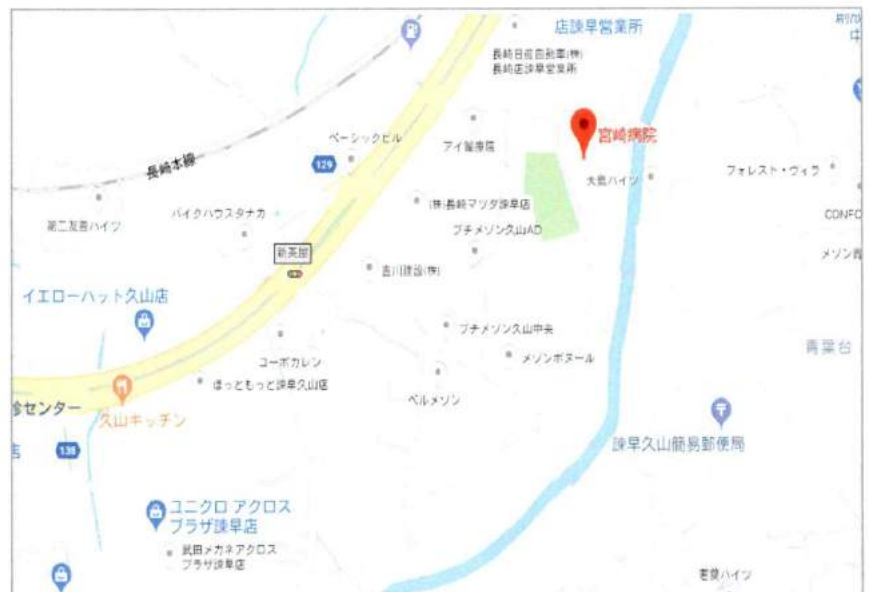 店諫早営業所
長崎日産自動車(株)
長崎店諫早営業所
ベーシックビル
アイ鍼療院
宮崎病院
129
長崎本線
大鳥ハイツ
フォレスト・ヴィラ
(株)長崎マツダ諫早店
第二友善ハイツ
バイクハウスタナカ
CONFO
プチメゾン久山AD
新茶屋
吉川建設(株)
イエローハット久山店
プチメゾン久山中央
コーポカレン
メゾンボヌール
青葉台
ほっともっと諫早久山店
ベルメゾン
診センター
久山キッチン
店
138
諫早久山簡易郵便局
ユニクロ アクロス
プラザ諫早店
武田メガネアクロス
プラザ諫早店
若葉ハイツ